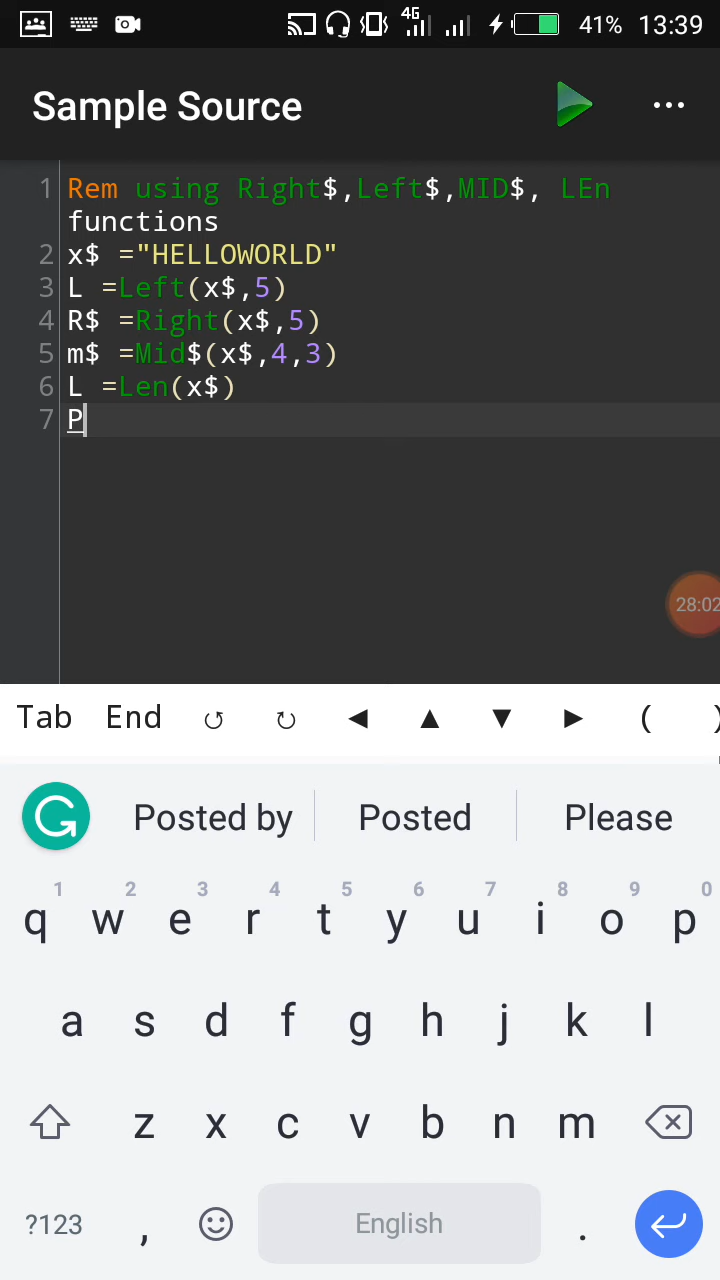 4G 41% 13:39
Sample Source
1 Rem using Right$,Left$,MID$, LEn
functions
2 x$ ="HELLOWORLD"
3 L =Left(x$,5)
4 R$ =Right(x$,5)
5 m$ =Mid$(x$,4,3)
6 L =Len(x$)
7 P
28:02
Tab End ( )
Posted by Posted Please
1 2 3 4 5 6 7 8 9 0
q w e r t y u i o p
a s d f g h j k l
z x c v b n m
?123 , English .